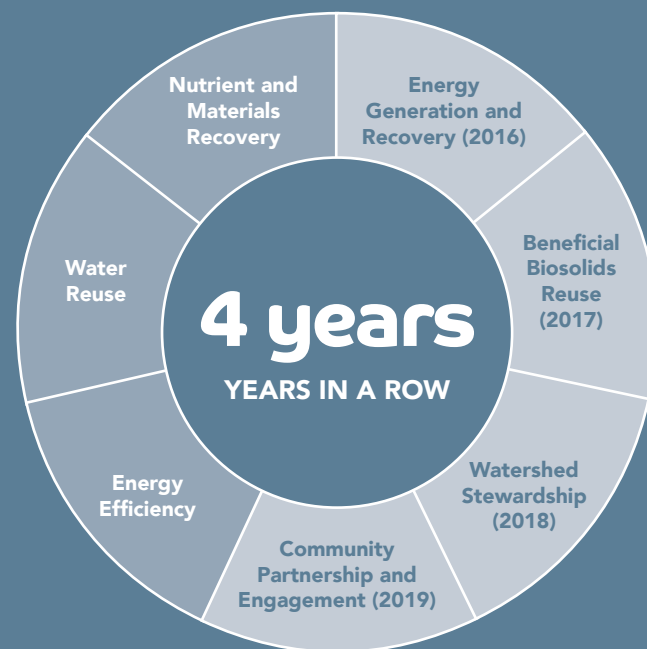 Nutrient and
Materials
Recovery
Energy
Generation and
Recovery (2016)
Beneficial
Biosolids
Reuse
(2017)
Watershed
Stewardship
(2018)
Community
Partnership and
Engagement (2019)
Energy
Efficiency
Water
Reuse
4 years
YEARS IN A ROW